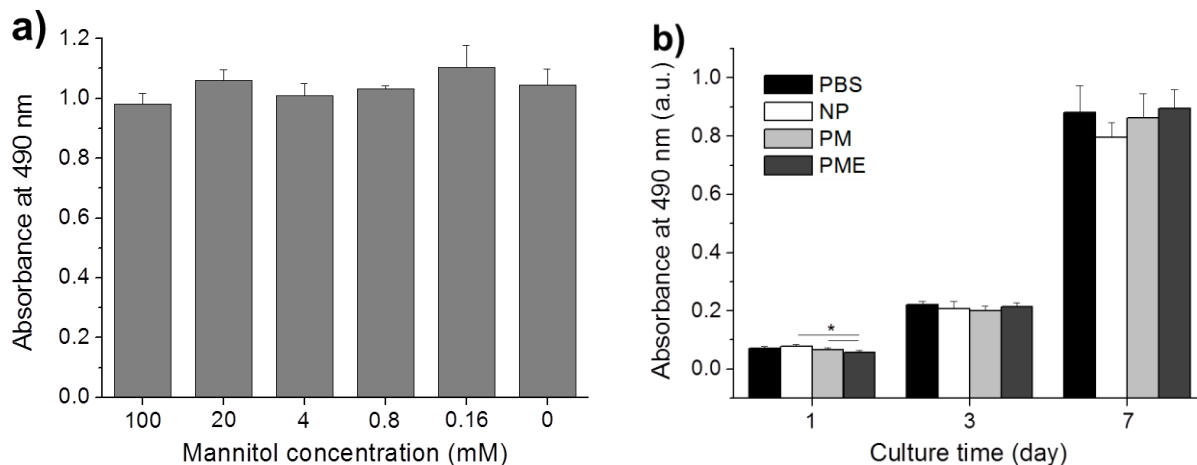 a)
Absorbance at 490 nm
1.2
1.0
0.8
0.6
0.4
0.2
0.0
100 20 4 0.8 0.16 0
Mannitol concentration (mM)
b)
Absorbance at 490 nm (a.u.)
1.0
0.8
0.6
0.4
0.2
0.0
PBS
NP
PM
PME
*
1 3 7
Culture time (day)